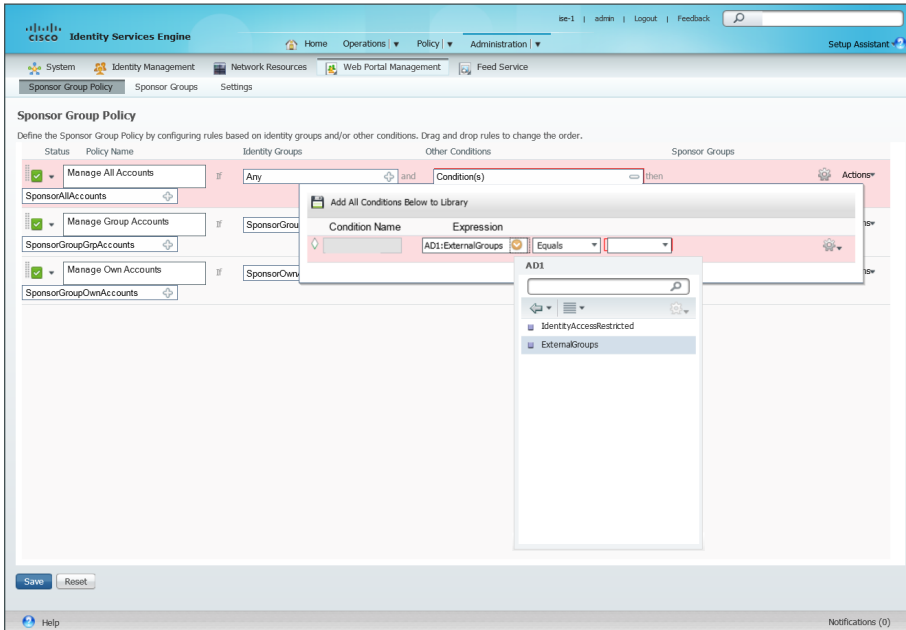 ise-1 | admin | Logout | Feedback
CISCO Identity Services Engine
Home Operations | Policy | Administration |
Setup Assistant
System Identity Management Network Resources Web Portal Management Feed Service
Sponsor Group Policy Sponsor Groups Settings
Sponsor Group Policy
Define the Sponsor Group Policy by configuring rules based on identity groups and/or other conditions. Drag and drop rules to change the order.
Status Policy Name Identity Groups Other Conditions Sponsor Groups
Manage All Accounts If Any and Condition(s) then Actions
SponsorAllAccounts
Add All Conditions Below to Library
Manage Group Accounts If SponsorGrou
Condition Name Expression
SponsorGroupGrpAccounts
AD1:ExternalGroups Equals
Manage Own Accounts If SponsorOwn
AD1
SponsorGroupOwnAccounts
IdentityAccessRestricted
ExternalGroups
Save Reset
Help Notifications (0)